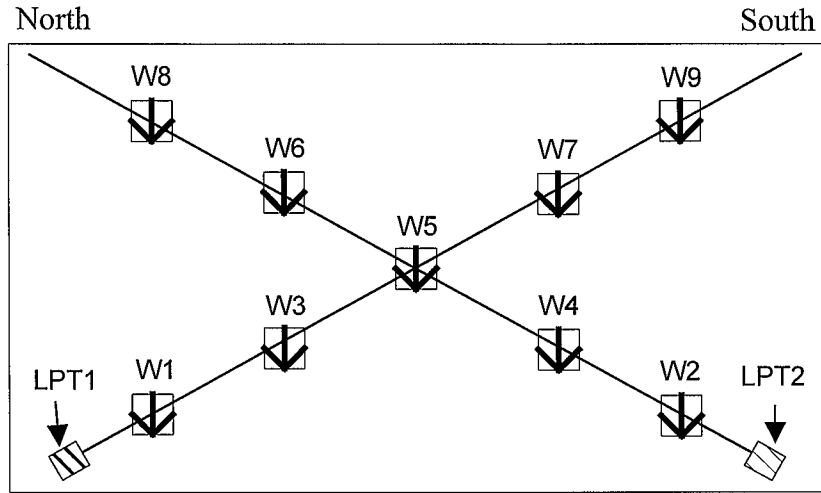 North South
W8 W9
W6 W7
W5
W3 W4
LPT1 W1 W2 LPT2